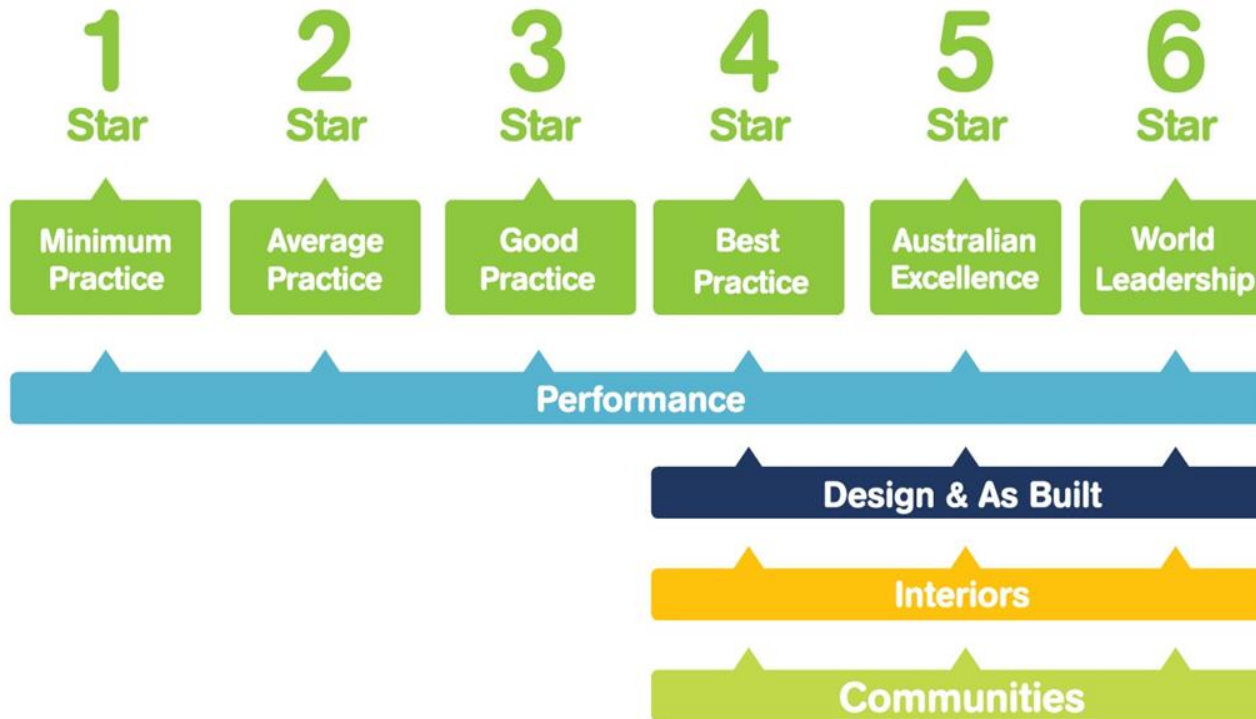 1
2
3
4
5
6
Star
Star
Star
Star
Star
Star
Minimum
Practice
Average
Practice
Good
Practice
Best
Practice
Australian
Excellence
World
Leadership
Performance
Design & As Built
Interiors
Communities